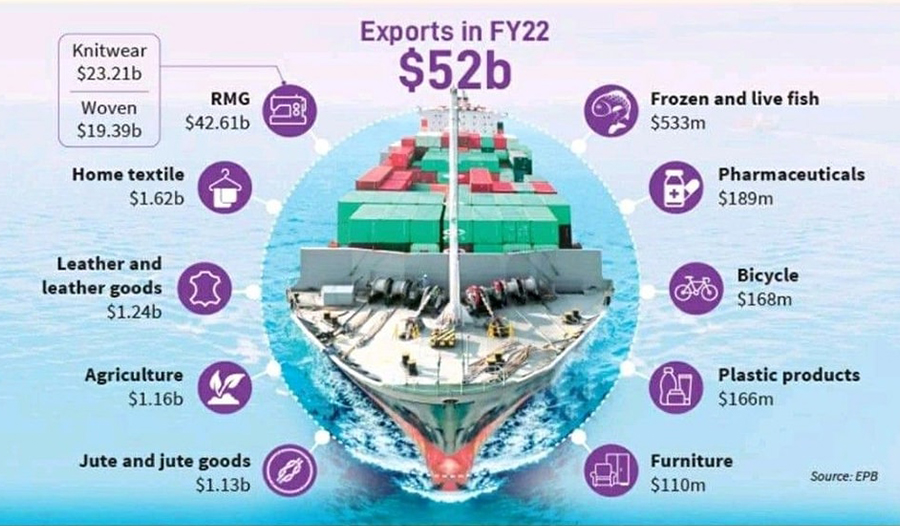 Exports in FY22
$52b
Knitwear
$23.21b
Woven
$19.39b
RMG
$42.61b
Home textile
$1.62b
Leather and
leather goods
$1.24b
Agriculture
$1.16b
Jute and jute goods
$1.13b
Frozen and live fish
$533m
Pharmaceuticals
$189m
Bicycle
$168m
Plastic products
$166m
Furniture
$110m
Source: EPB